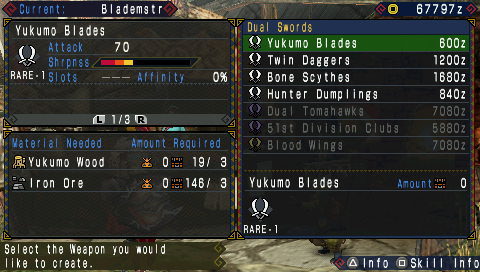 Current: Blademstr
67797z
Yukumo Blades
Attack 70
Shrpnss
RARE-1 Slots --- Affinity 0%
L 1/3 R
Material Needed Amount Required
Yukumo Wood 0 19/ 3
Iron Ore 0 146/ 3
Dual Swords
Yukumo Blades 600z
Twin Daggers 1200z
Bone Scythes 1680z
Hunter Dumplings 840z
Dual Tomahawks 7080z
51st Division Clubs 5880z
Blood Wings 7080z
Yukumo Blades Amount 0
RARE-1
Select the Weapon you would
like to create.
Info Skill Info